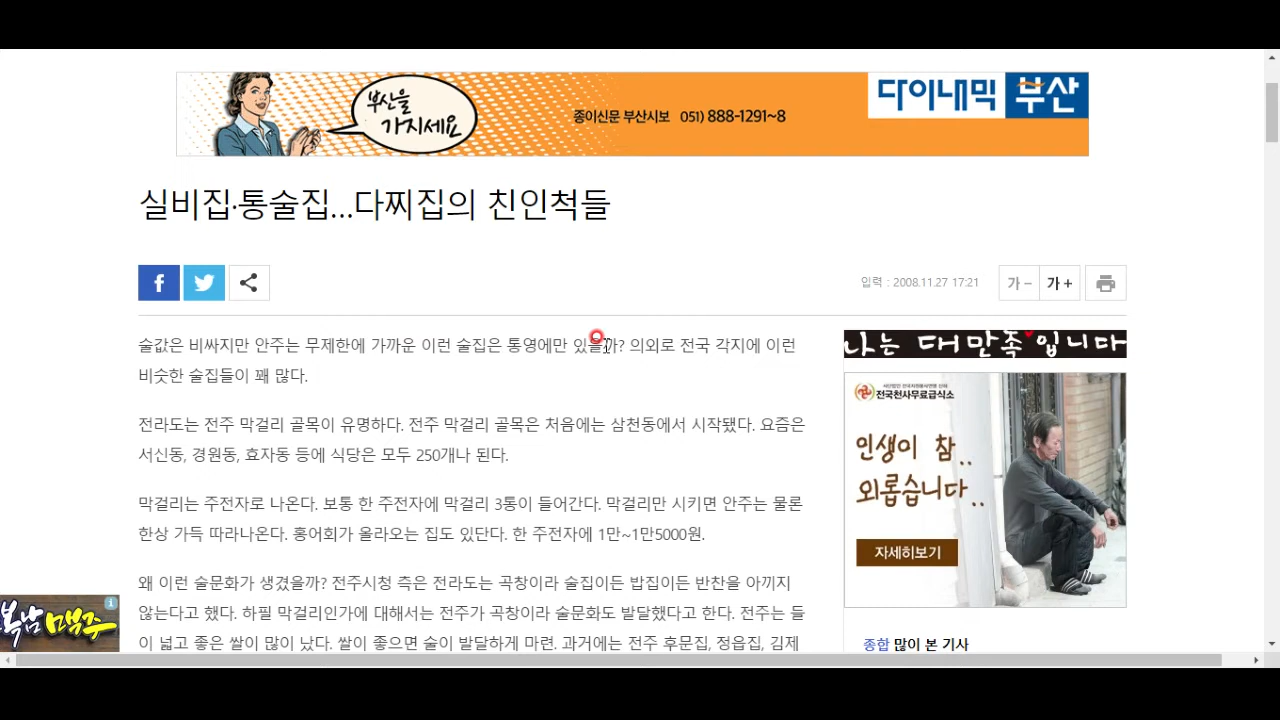 부산을
가지세요
종이신문 부산시보 051) 888-1291~8
다이내믹 부산
실비집·통술집...다찌집의 친인척들
f
입력 : 2008.11.27 17:21
가 - 가 +
술값은 비싸지만 안주는 무제한에 가까운 이런 술집은 통영에만 있을까? 의외로 전국 각지에 이런
비슷한 술집들이 꽤 많다.
전라도는 전주 막걸리 골목이 유명하다. 전주 막걸리 골목은 처음에는 삼천동에서 시작됐다. 요즘은
서신동, 경원동, 효자동 등에 식당은 모두 250개나 된다.
막걸리는 주전자로 나온다. 보통 한 주전자에 막걸리 3통이 들어간다. 막걸리만 시키면 안주는 물론
한상 가득 따라나온다. 홍어회가 올라오는 집도 있단다. 한 주전자에 1만~1만5000원.
왜 이런 술문화가 생겼을까? 전주시청 측은 전라도는 곡창이라 술집이든 밥집이든 반찬을 아끼지
않는다고 했다. 하필 막걸리인가에 대해서는 전주가 곡창이라 술문화도 발달했다고 한다. 전주는 들
이 넓고 좋은 쌀이 많이 났다. 쌀이 좋으면 술이 발달하게 마련. 과거에는 전주 후문집, 정읍집, 김제
나는 대만족입니다
전국천사무료급식소
인생이 참..
외롭습니다..
자세히보기
종합 많이 본 기사
복남 맥주